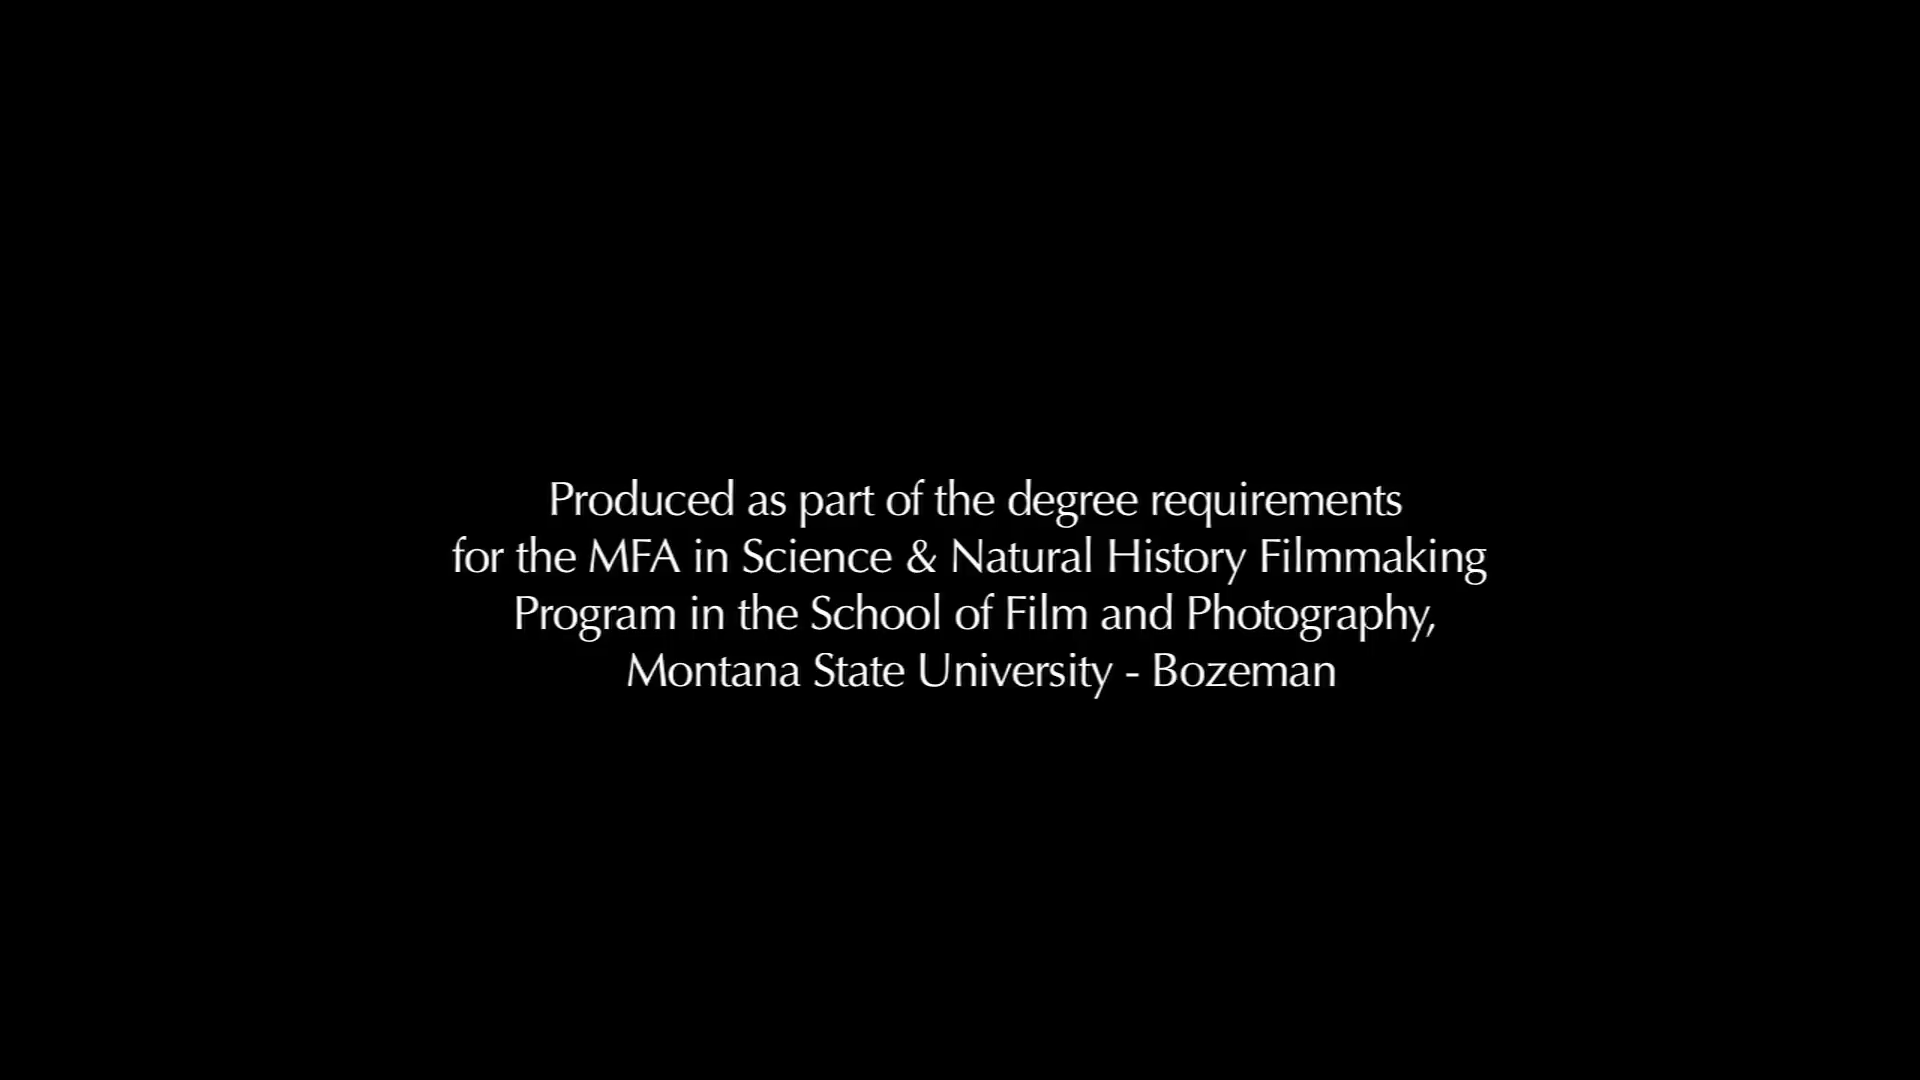 Produced as part of the degree requirements
for the MFA in Science & Natural History Filmmaking
Program in the School of Film and Photography,
Montana State University - Bozeman